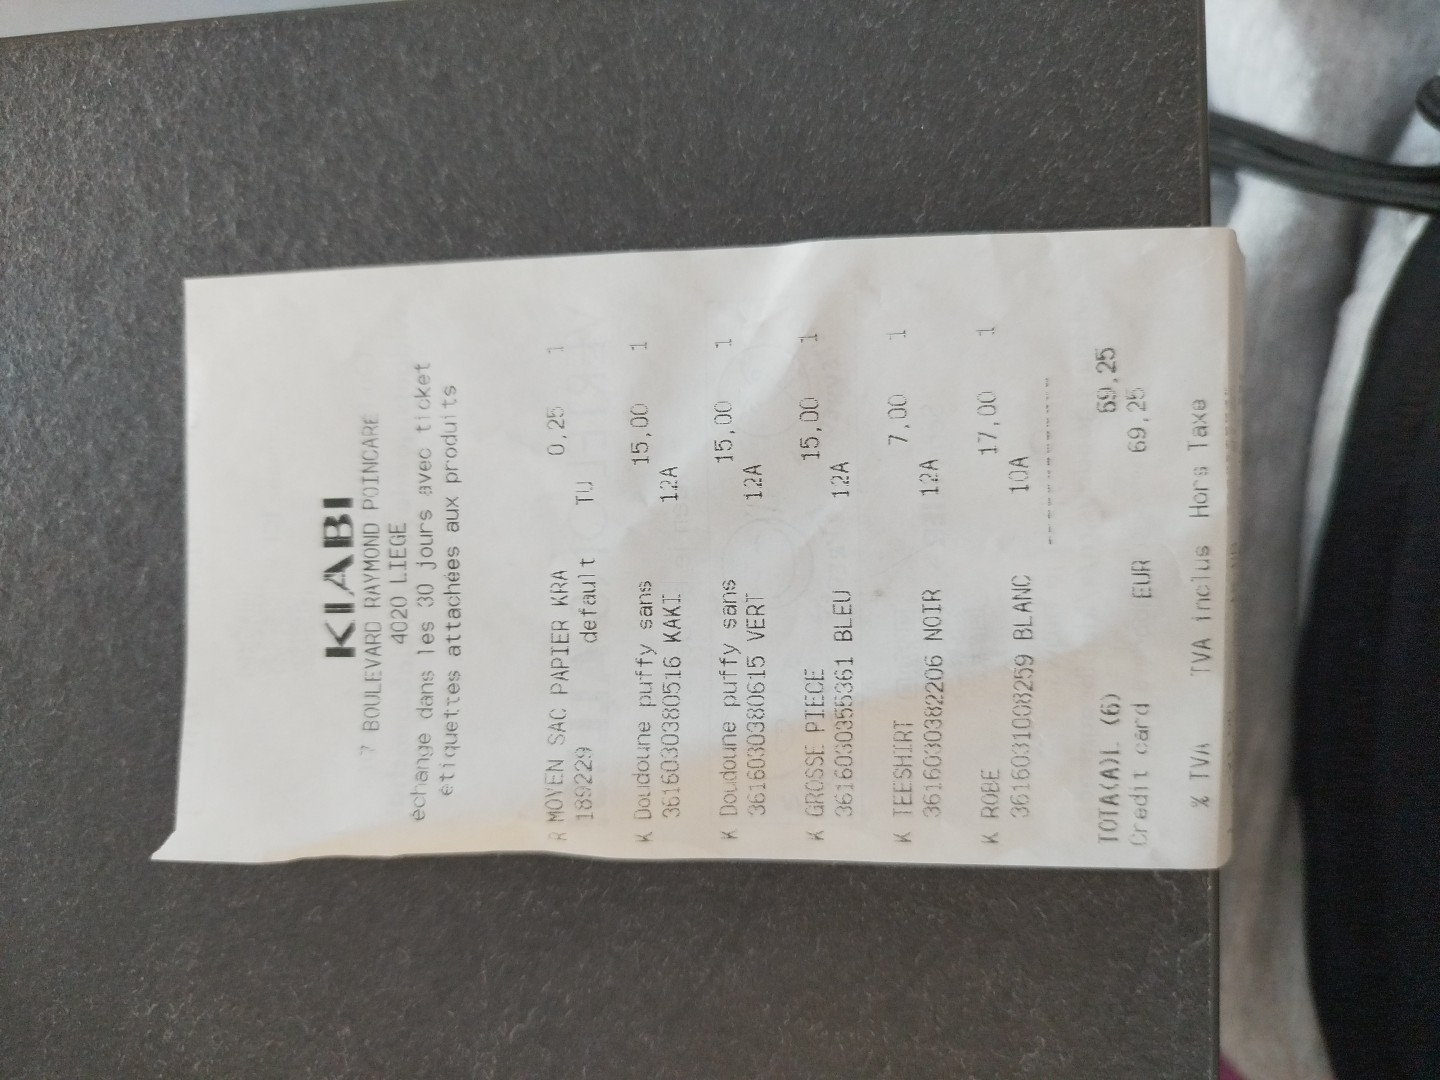 KIABI
7 BOULEVARD RAYMOND POINCARE
4020 LIEGE
échange dans les 30 jours avec ticket
étiquettes attachées aux produits
R MOYEN SAC PAPIER KRA 0,25 1
189229 default TU
K Doudoune puffy sans 15,00 1
3616030380516 KAKI 12A
K Doudoune puffy sans 15,00 1
3616030380615 VERT 12A
K GROSSE PIECE 15,00 1
3616030355361 BLEU 12A
K TEESHIRT 7,00 1
3616030382206 NOIR 12A
K ROBE 17,00 1
3616031008259 BLANC 10A
TOTA(A)L (6) 69,25
Credit card EUR 69,25
% TVA TVA inclus Hors Taxe